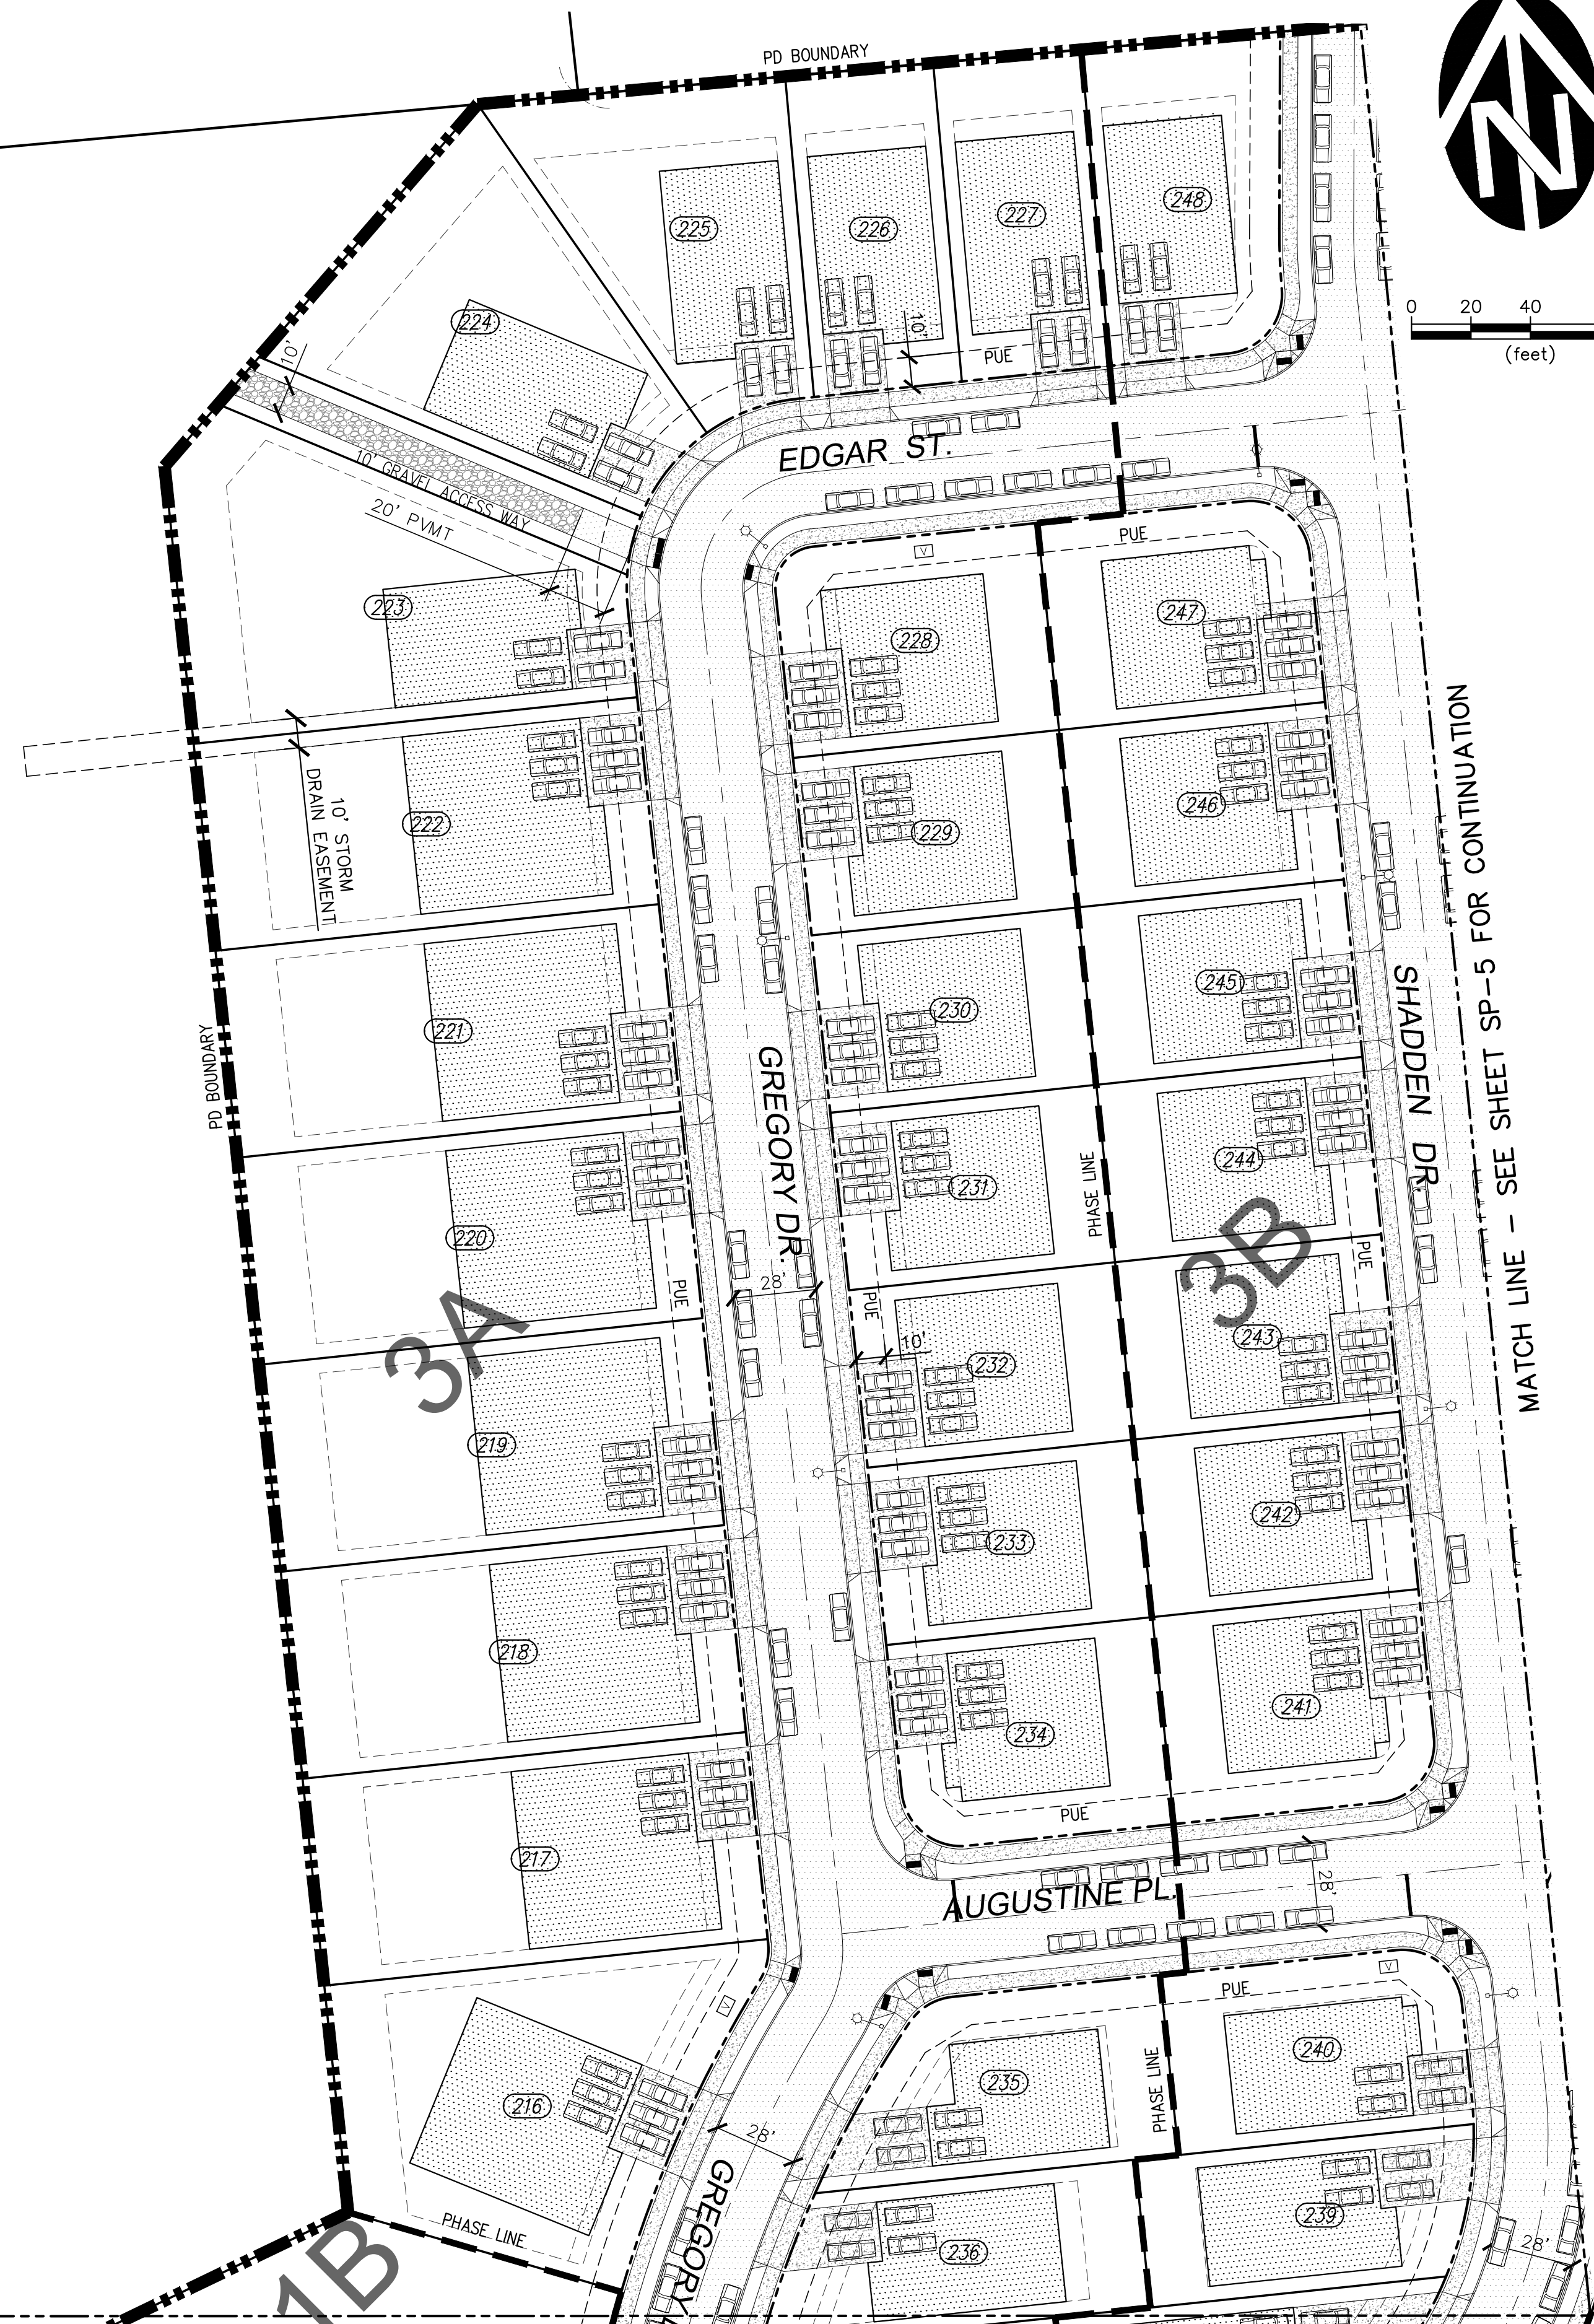 PD BOUNDARY
N
0 20 40
(feet)
248
227
226
225
224
10'
10'
PUE
EDGAR ST.
10' GRAVEL ACCESS WAY
20' PVMT
PUE
223
228
247
10' STORM
DRAIN EASEMENT
222
229
246
MATCH LINE - SEE SHEET SP-5 FOR CONTINUATION
SHADDEN DR.
PD BOUNDARY
221
230
245
GREGORY DR.
PHASE LINE
231
244
220
3A
3B
28'
PUE
PUE
PUE
10'
232
243
219
233
242
218
234
241
217
PUE
AUGUSTINE PL.
28'
V
V
V
PUE
235
240
PHASE LINE
216
28'
GREGORY
PHASE LINE
1B
236
239
28'